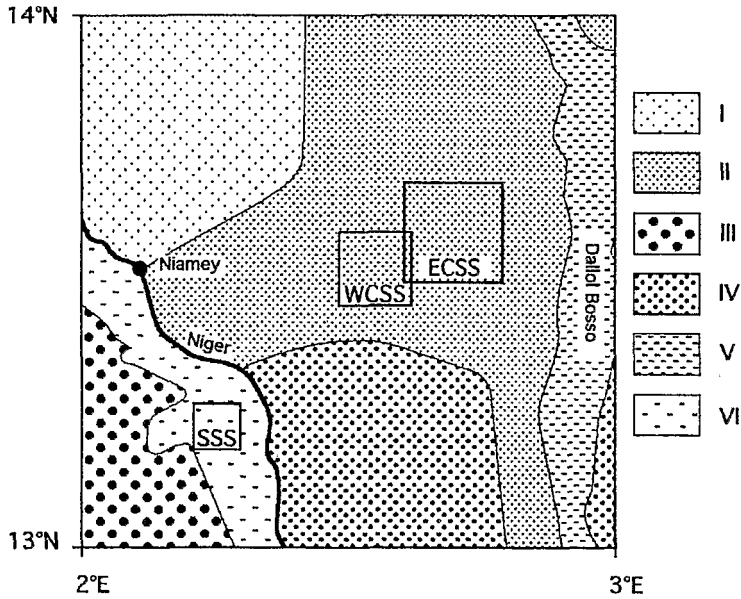 14°N
I
II
III
IV
V
VI
Niamey
ECSS
WCSS
Dallol Bosso
Niger
SSS
13°N
2°E
3°E